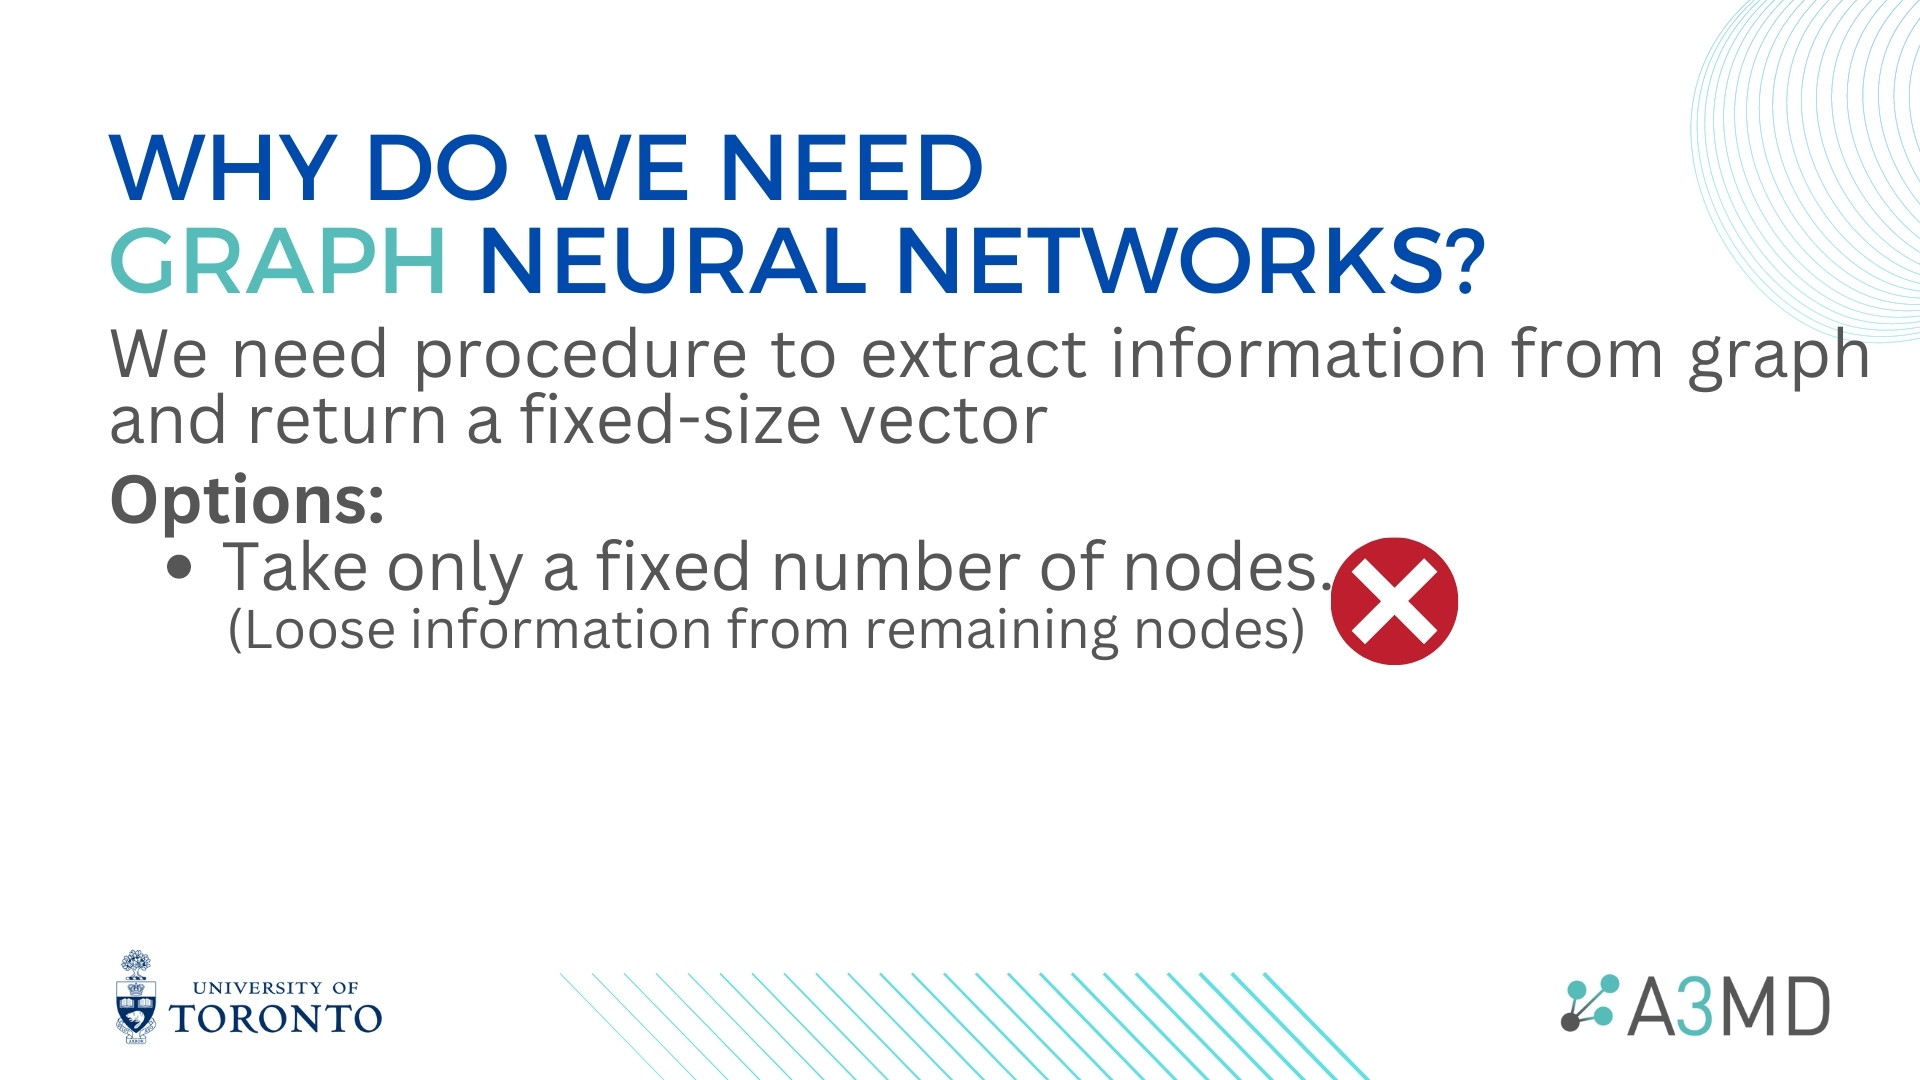 WHY DO WE NEED
GRAPH NEURAL NETWORKS?
We need procedure to extract information from graph
and return a fixed-size vector
Options:
• Take only a fixed number of nodes.
(Loose information from remaining nodes)
UNIVERSITY OF
TORONTO
A3MD